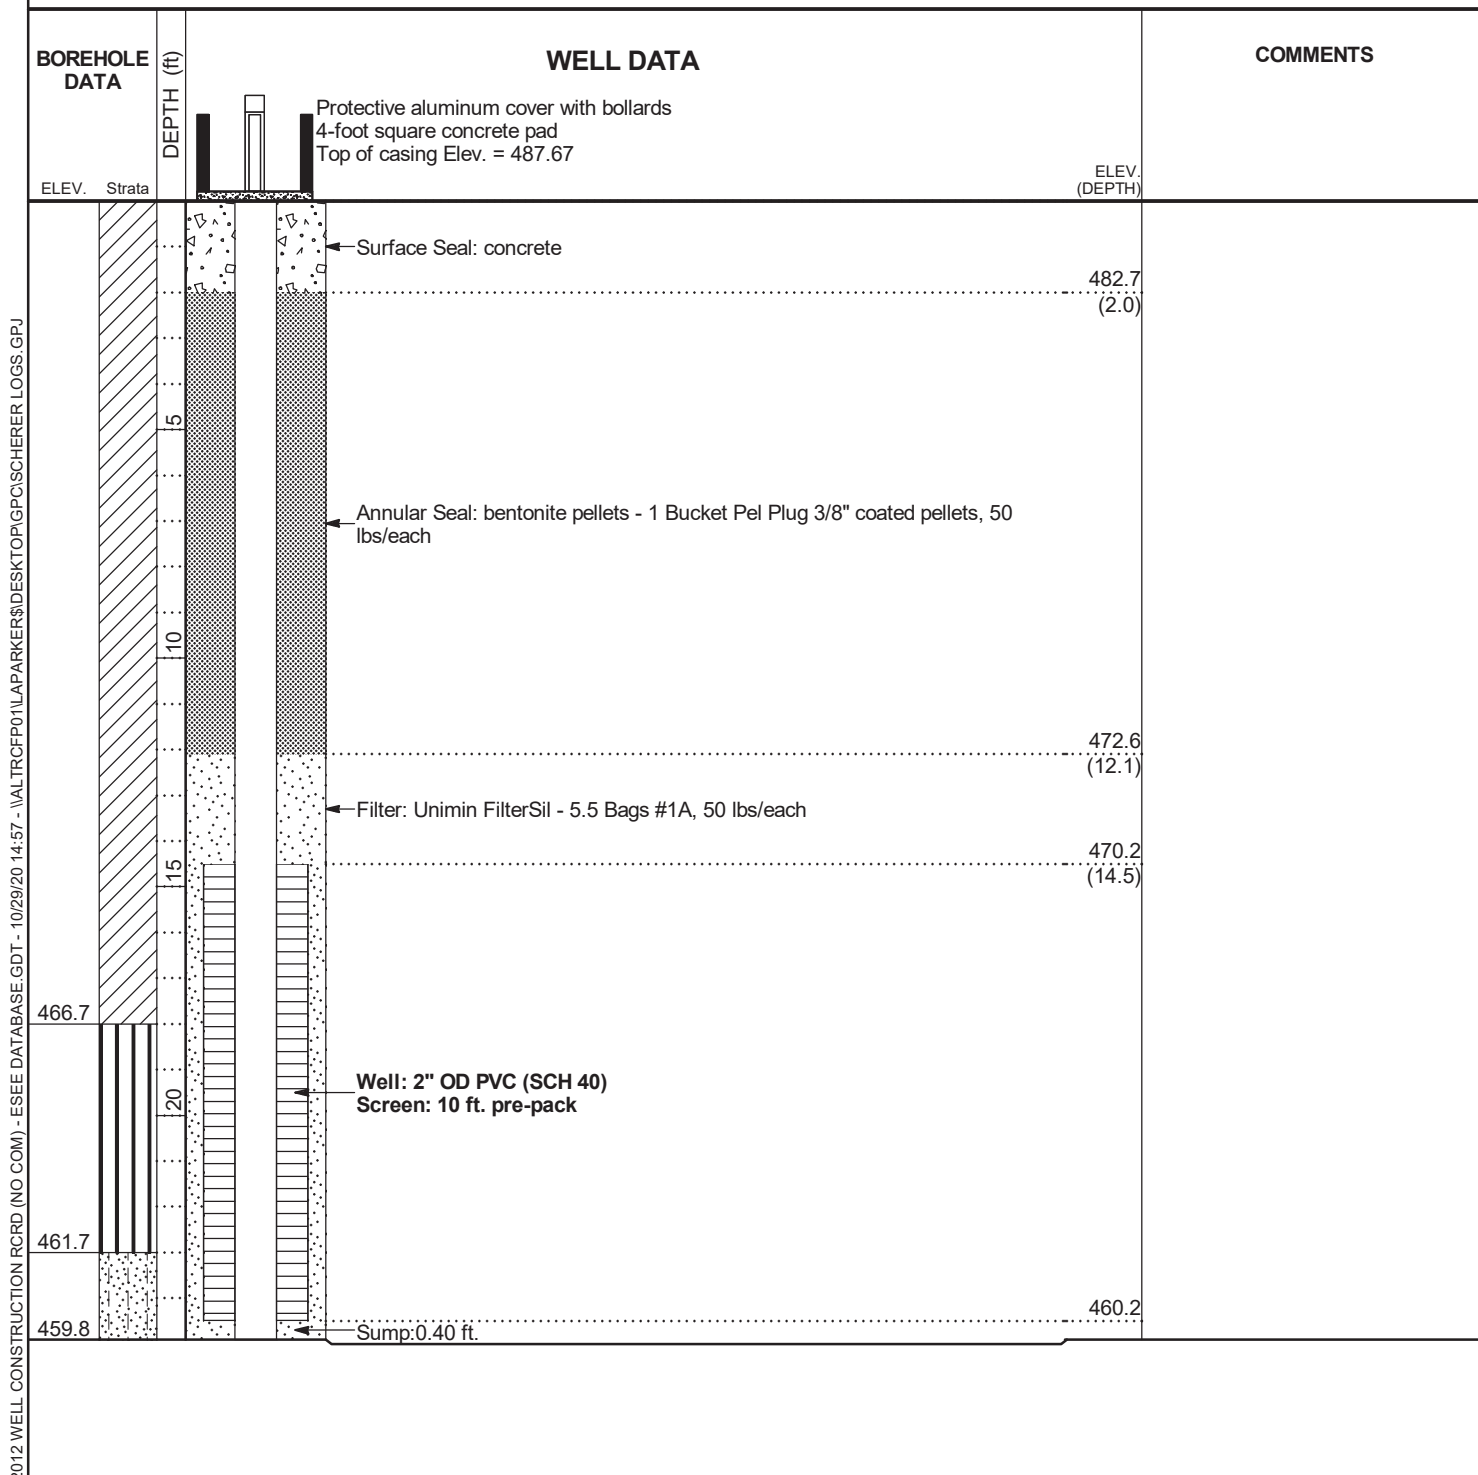 BOREHOLE
DATA
DEPTH (ft)
WELL DATA
COMMENTS
Protective aluminum cover with bollards
4-foot square concrete pad
Top of casing Elev. = 487.67
ELEV. Strata
ELEV.
(DEPTH)
Surface Seal: concrete
482.7
(2.0)
5
Annular Seal: bentonite pellets - 1 Bucket Pel Plug 3/8" coated pellets, 50
lbs/each
10
472.6
(12.1)
Filter: Unimin FilterSil - 5.5 Bags #1A, 50 lbs/each
470.2
(14.5)
15
466.7
Well: 2" OD PVC (SCH 40)
Screen: 10 ft. pre-pack
20
461.7
460.2
459.8
Sump:0.40 ft.
2012 WELL CONSTRUCTION RCRD (NO COM) - ESEE DATABASE.GDT - 10/29/20 14:57 - \\ALTRCFP01\LAPARKER$\DESKTOP\GPC\SCHERER LOGS.GPJ